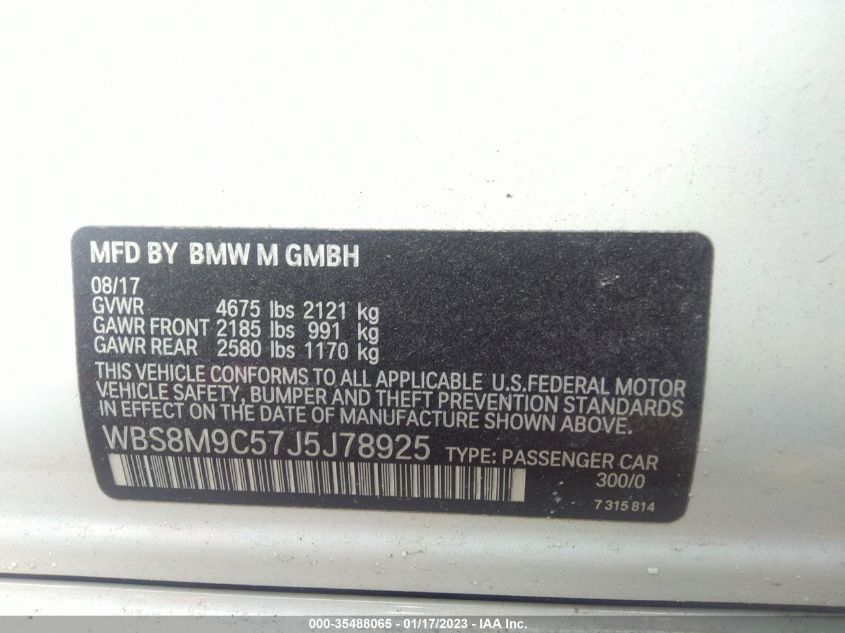 MFD BY BMW M GMBH
08/17
GVWR 4675 lbs 2121 kg
GAWR FRONT 2185 lbs 991 kg
GAWR REAR 2580 lbs 1170 kg
THIS VEHICLE CONFORMS TO ALL APPLICABLE U.S.FEDERAL MOTOR
VEHICLE SAFETY, BUMPER AND THEFT PREVENTION STANDARDS
IN EFFECT ON THE DATE OF MANUFACTURE SHOWN ABOVE.
WBS8M9C57J5J78925 TYPE: PASSENGER CAR
300/0
7 315 814
000-35488065 - 01/17/2023 - IAA Inc.